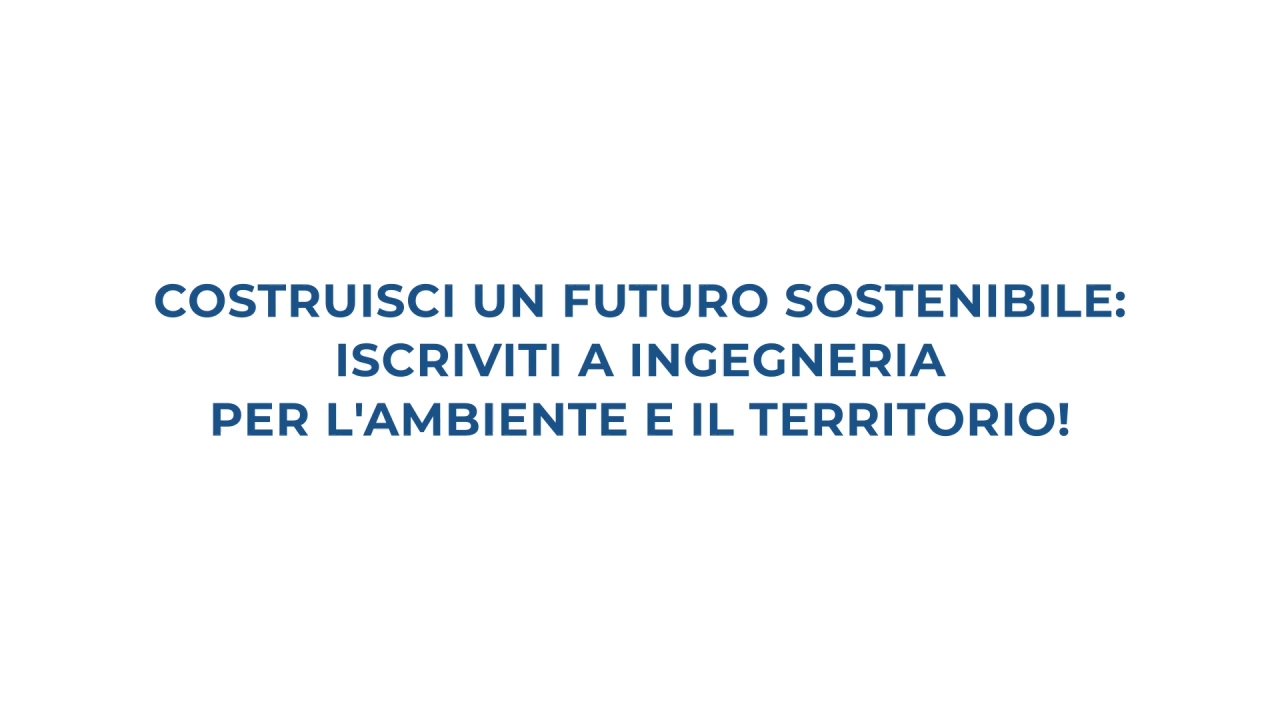 COSTRUISCI UN FUTURO SOSTENIBILE:
ISCRIVITI A INGEGNERIA
PER L'AMBIENTE E IL TERRITORIO!